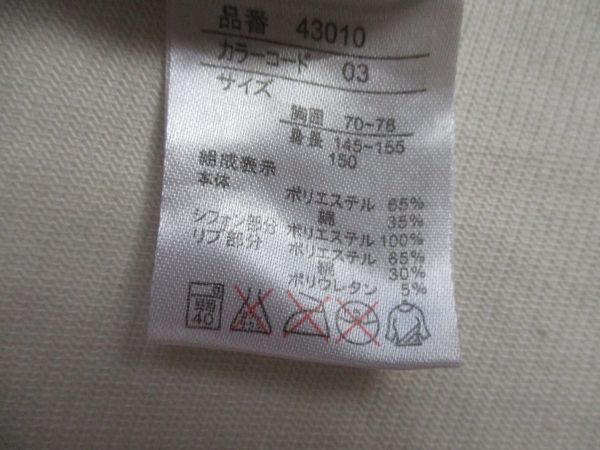 品番 43010
カラーコード 03
サイズ
胸囲 70~78
身長 145~155
150
組成表示
本体 ポリエステル 65%
綿 35%
シフォン部分 ポリエステル 100%
リブ部分 ポリエステル 65%
綿 30%
ポリウレタン 5%
40